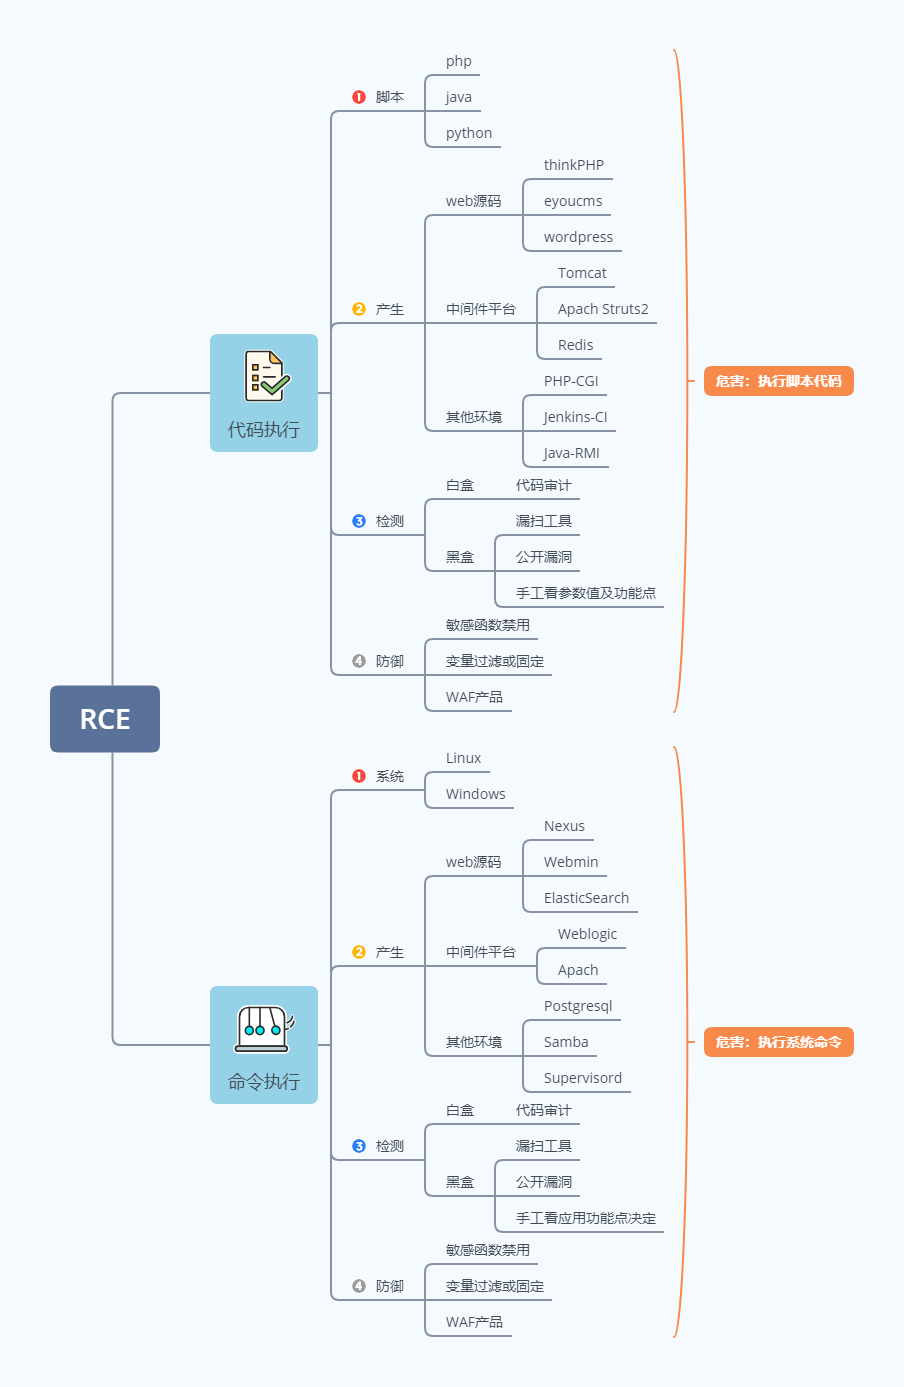 RCE
代码执行
1 脚本
php
java
python
2 产生
web源码
thinkPHP
eyoucms
wordpress
中间件平台
Tomcat
Apach Struts2
Redis
其他环境
PHP-CGI
Jenkins-CI
Java-RMI
3 检测
白盒
代码审计
黑盒
漏扫工具
公开漏洞
手工看参数值及功能点
4 防御
敏感函数禁用
变量过滤或固定
WAF产品
危害：执行脚本代码
命令执行
1 系统
Linux
Windows
2 产生
web源码
Nexus
Webmin
ElasticSearch
中间件平台
Weblogic
Apach
其他环境
Postgresql
Samba
Supervisord
3 检测
白盒
代码审计
黑盒
漏扫工具
公开漏洞
手工看应用功能点决定
4 防御
敏感函数禁用
变量过滤或固定
WAF产品
危害：执行系统命令